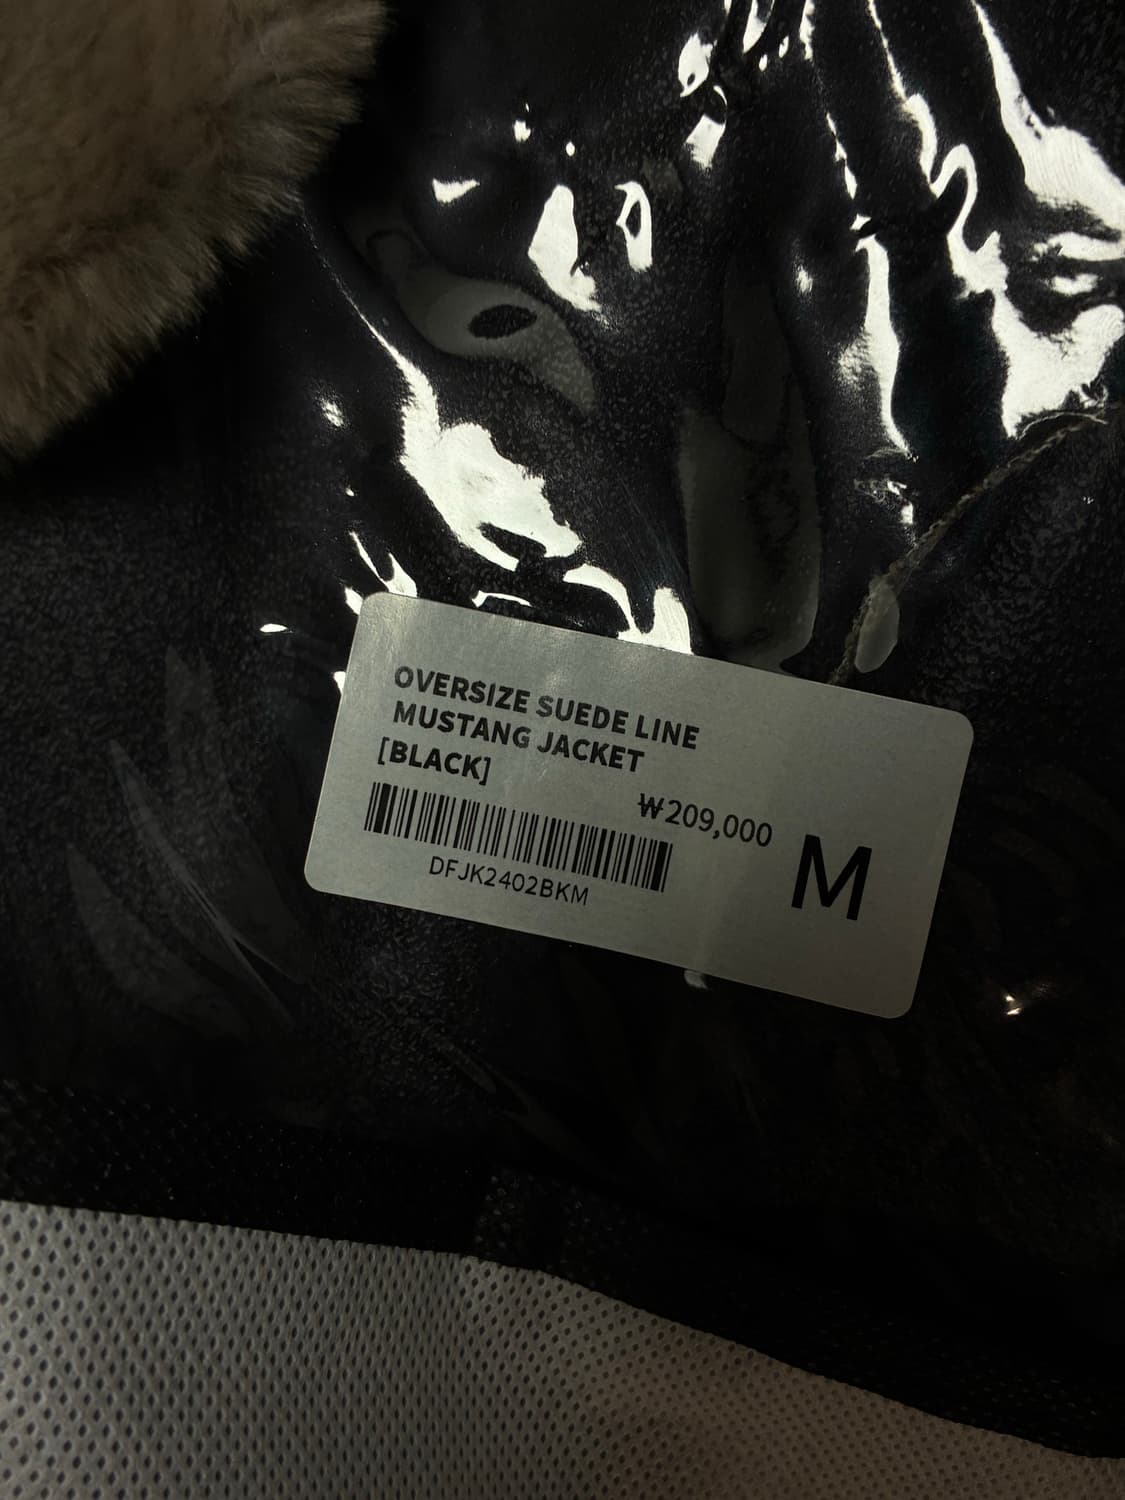 OVERSIZE SUEDE LINE
MUSTANG JACKET
[BLACK]
₩209,000
M
DFJK2402BKM